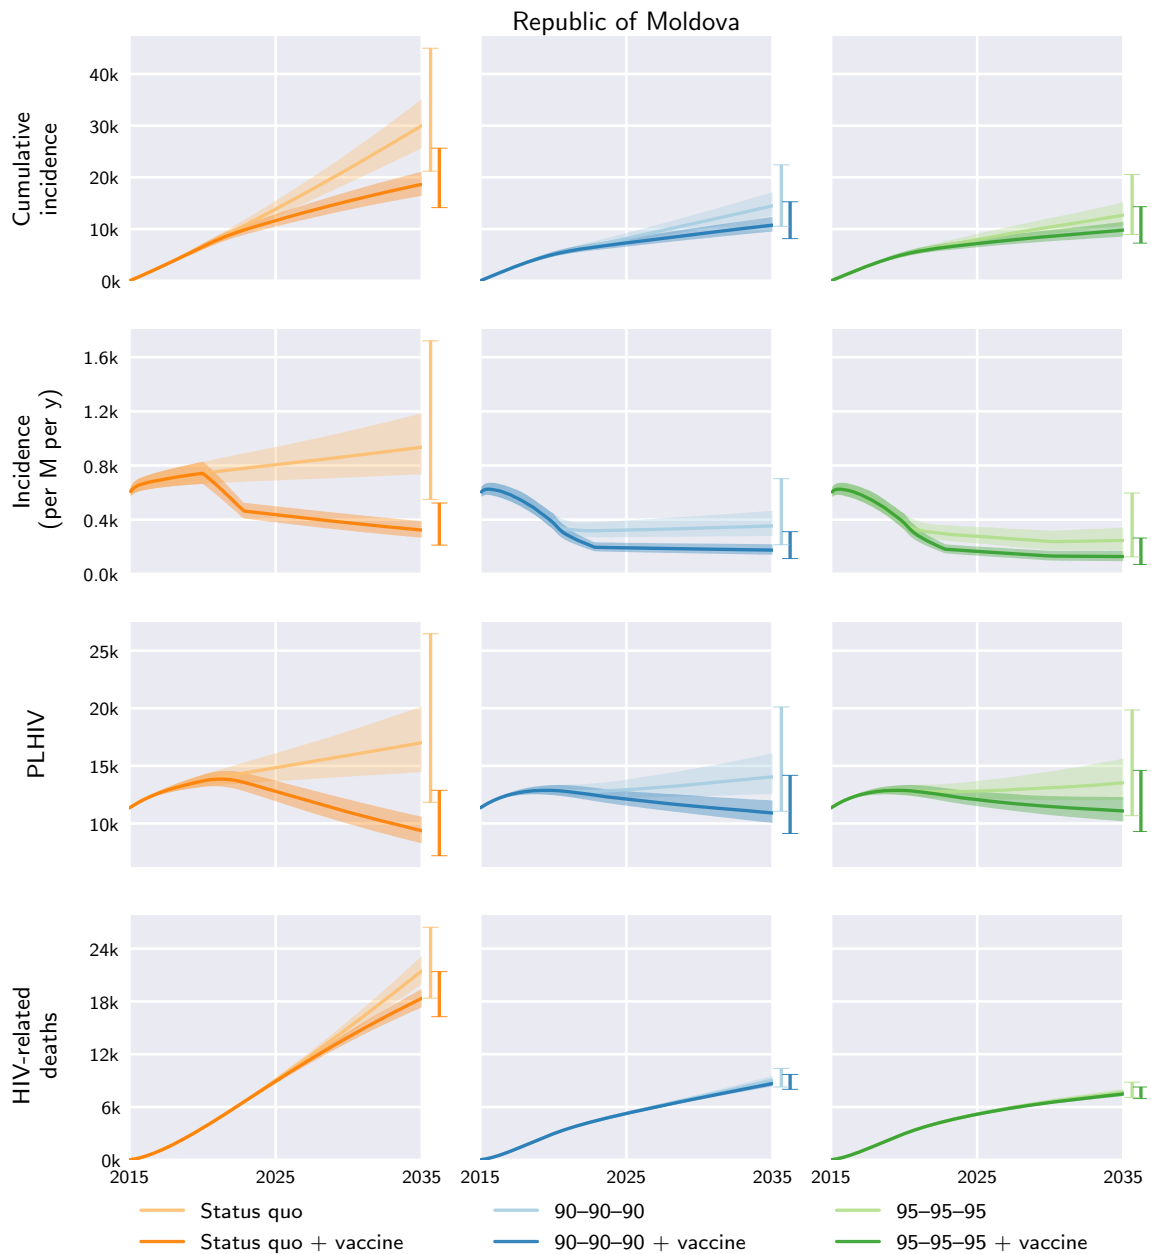 Republic of Moldova
Cumulative
incidence
40k
30k
20k
10k
0k
Incidence
(per M per y)
1.6k
1.2k
0.8k
0.4k
0.0k
PLHIV
25k
20k
15k
10k
HIV-related
deaths
24k
18k
12k
6k
0k
2015 2025 2035 2015 2025 2035 2015 2025 2035
Status quo 90–90–90 95–95–95
Status quo + vaccine 90–90–90 + vaccine 95–95–95 + vaccine